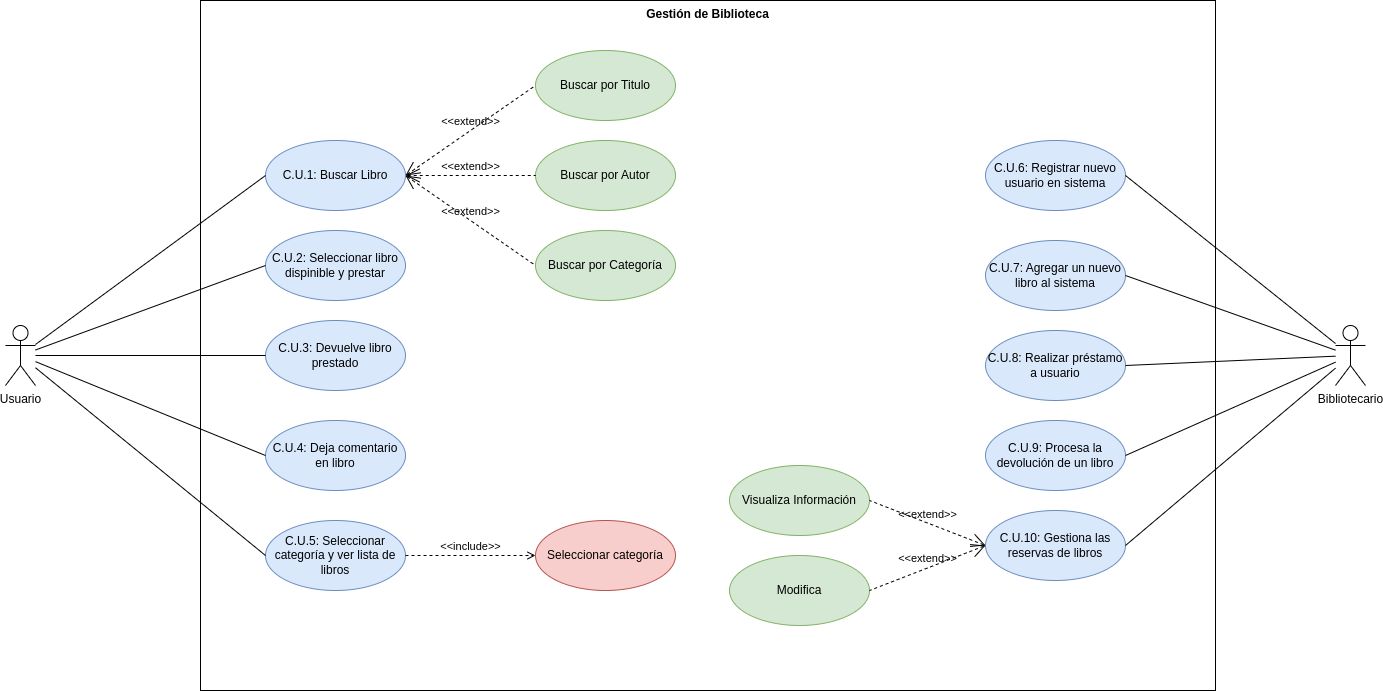 Gestión de Biblioteca
Buscar por Titulo
<<extend>>
C.U.1: Buscar Libro
<<extend>>
Buscar por Autor
<<extend>>
Buscar por Categoría
C.U.2: Seleccionar libro
dispinible y prestar
C.U.3: Devuelve libro
prestado
Usuario
C.U.4: Deja comentario
en libro
C.U.5: Seleccionar
categoría y ver lista de
libros
<<include>>
Seleccionar categoría
C.U.6: Registrar nuevo
usuario en sistema
C.U.7: Agregar un nuevo
libro al sistema
C.U.8: Realizar préstamo
a usuario
Bibliotecario
C.U.9: Procesa la
devolución de un libro
Visualiza Información
<<extend>>
C.U.10: Gestiona las
reservas de libros
<<extend>>
Modifica